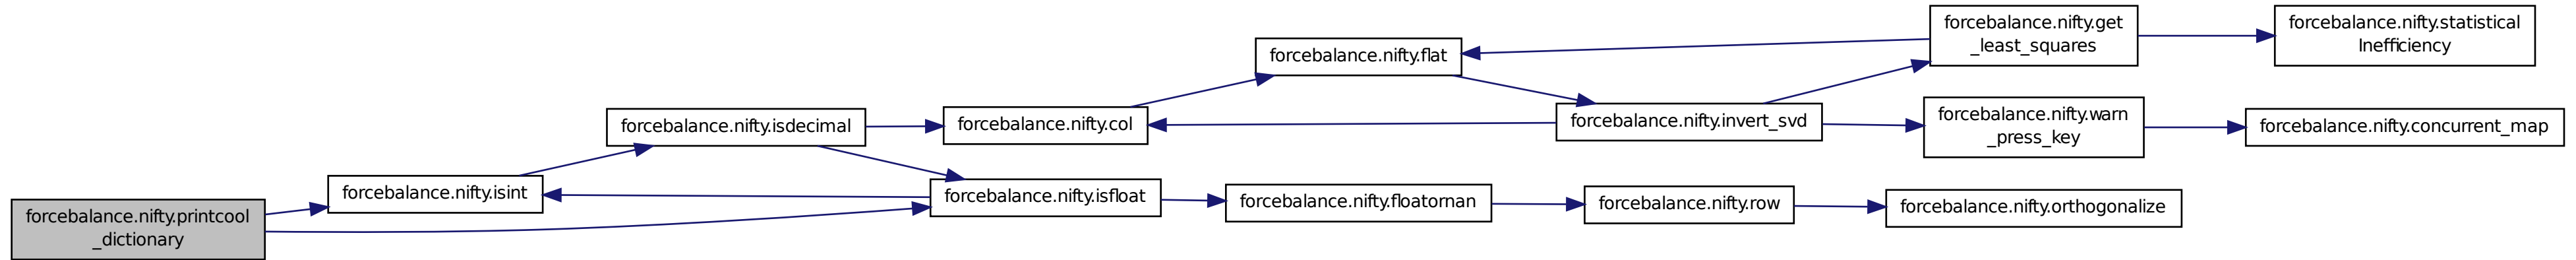 forcebalance.nifty.printcool
_dictionary
forcebalance.nifty.isint
forcebalance.nifty.isdecimal
forcebalance.nifty.col
forcebalance.nifty.isfloat
forcebalance.nifty.flat
forcebalance.nifty.floatornan
forcebalance.nifty.invert_svd
forcebalance.nifty.row
forcebalance.nifty.get
_least_squares
forcebalance.nifty.warn
_press_key
forcebalance.nifty.orthogonalize
forcebalance.nifty.statistical
Inefficiency
forcebalance.nifty.concurrent_map